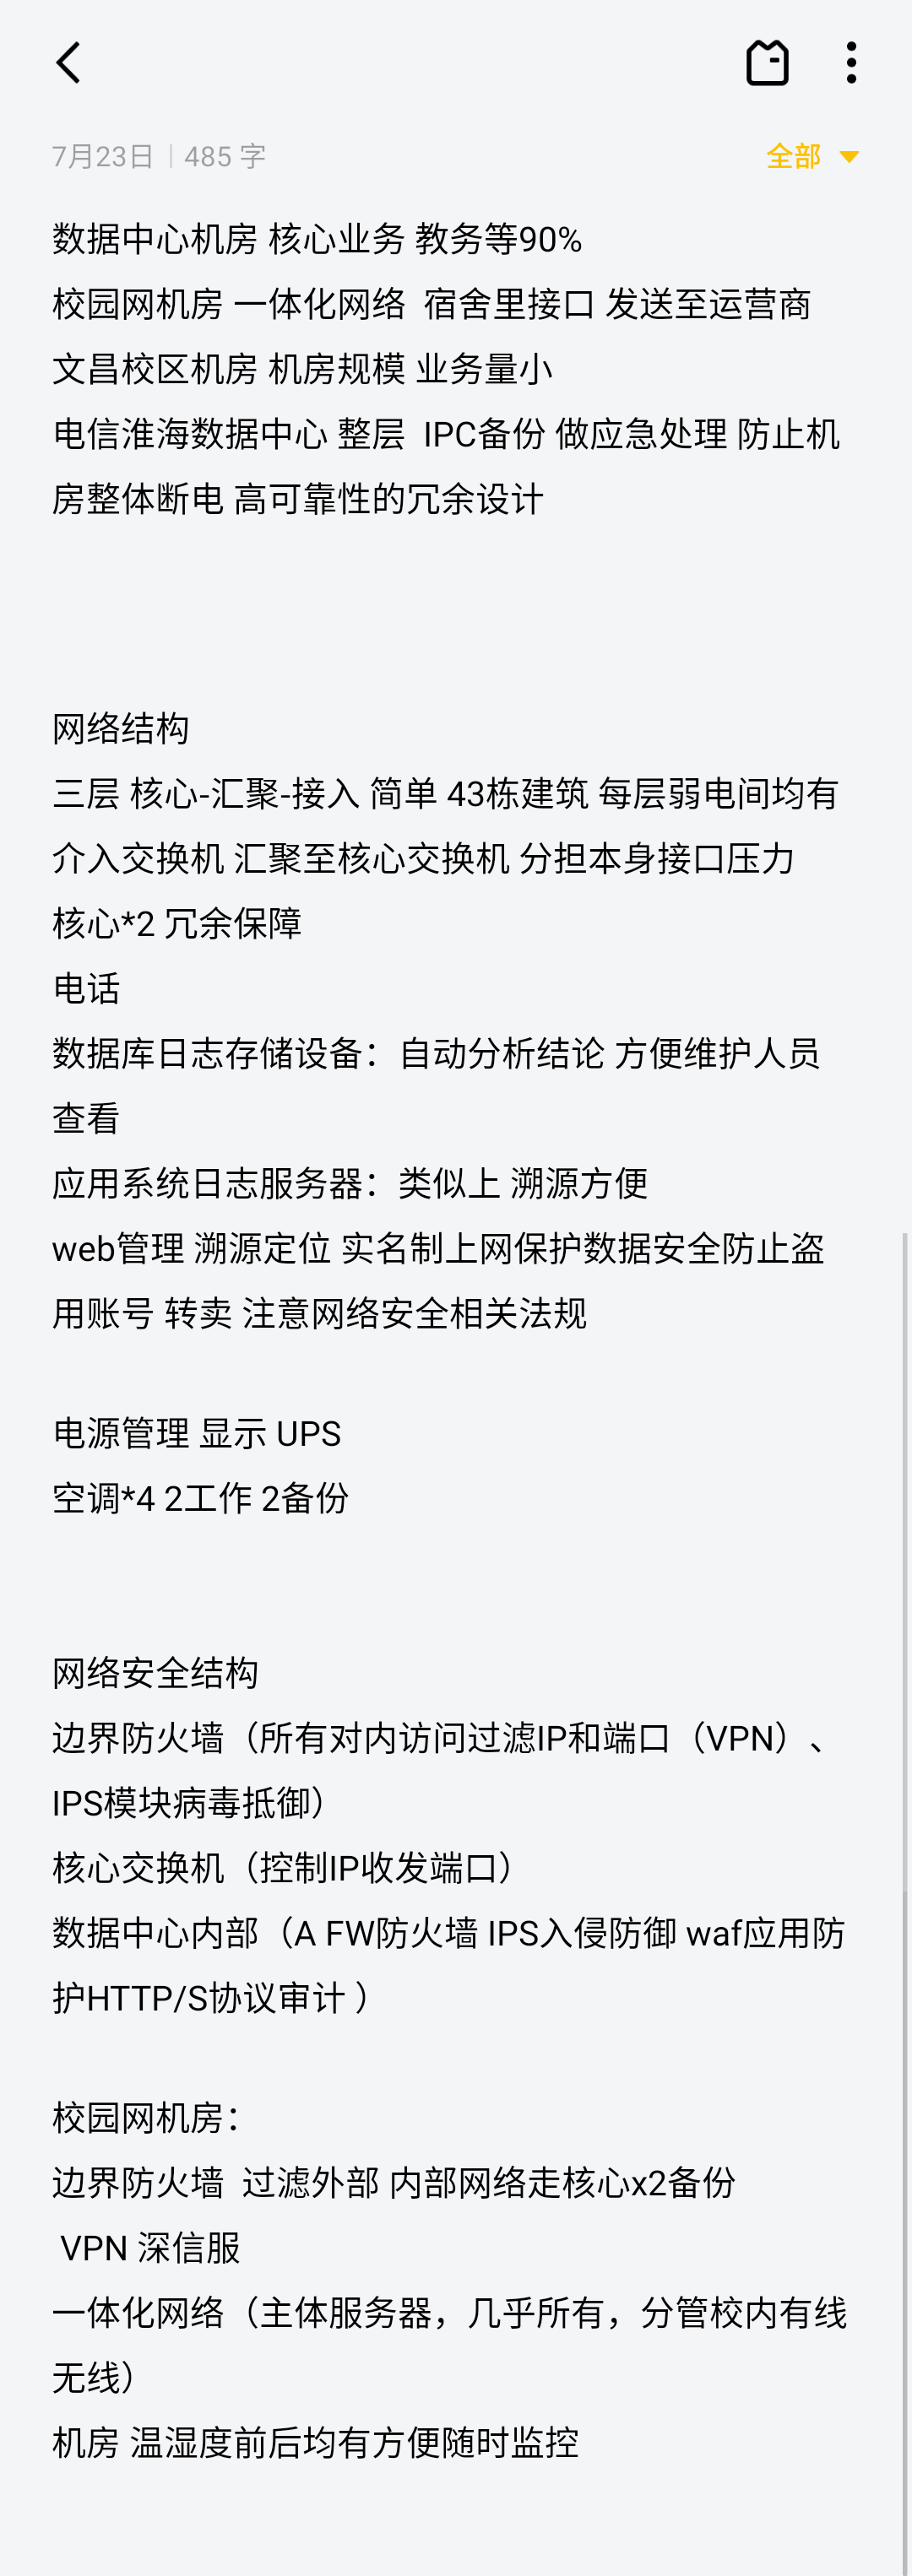 7月23日 | 485 字
全部
数据中心机房 核心业务 教务等90%
校园网机房 一体化网络  宿舍里接口 发送至运营商
文昌校区机房 机房规模 业务量小
电信淮海数据中心 整层  IPC备份 做应急处理 防止机
房整体断电 高可靠性的冗余设计
网络结构
三层 核心-汇聚-接入 简单 43栋建筑 每层弱电间均有
介入交换机 汇聚至核心交换机 分担本身接口压力
核心*2 冗余保障
电话
数据库日志存储设备：自动分析结论 方便维护人员
查看
应用系统日志服务器：类似上 溯源方便
web管理 溯源定位 实名制上网保护数据安全防止盗
用账号 转卖 注意网络安全相关法规
电源管理 显示 UPS
空调*4 2工作 2备份
网络安全结构
边界防火墙（所有对内访问过滤IP和端口（VPN）、
IPS模块病毒抵御）
核心交换机（控制IP收发端口）
数据中心内部（A FW防火墙 IPS入侵防御 waf应用防
护HTTP/S协议审计 ）
校园网机房：
边界防火墙  过滤外部 内部网络走核心x2备份
VPN 深信服
一体化网络（主体服务器，几乎所有，分管校内有线
无线）
机房 温湿度前后均有方便随时监控